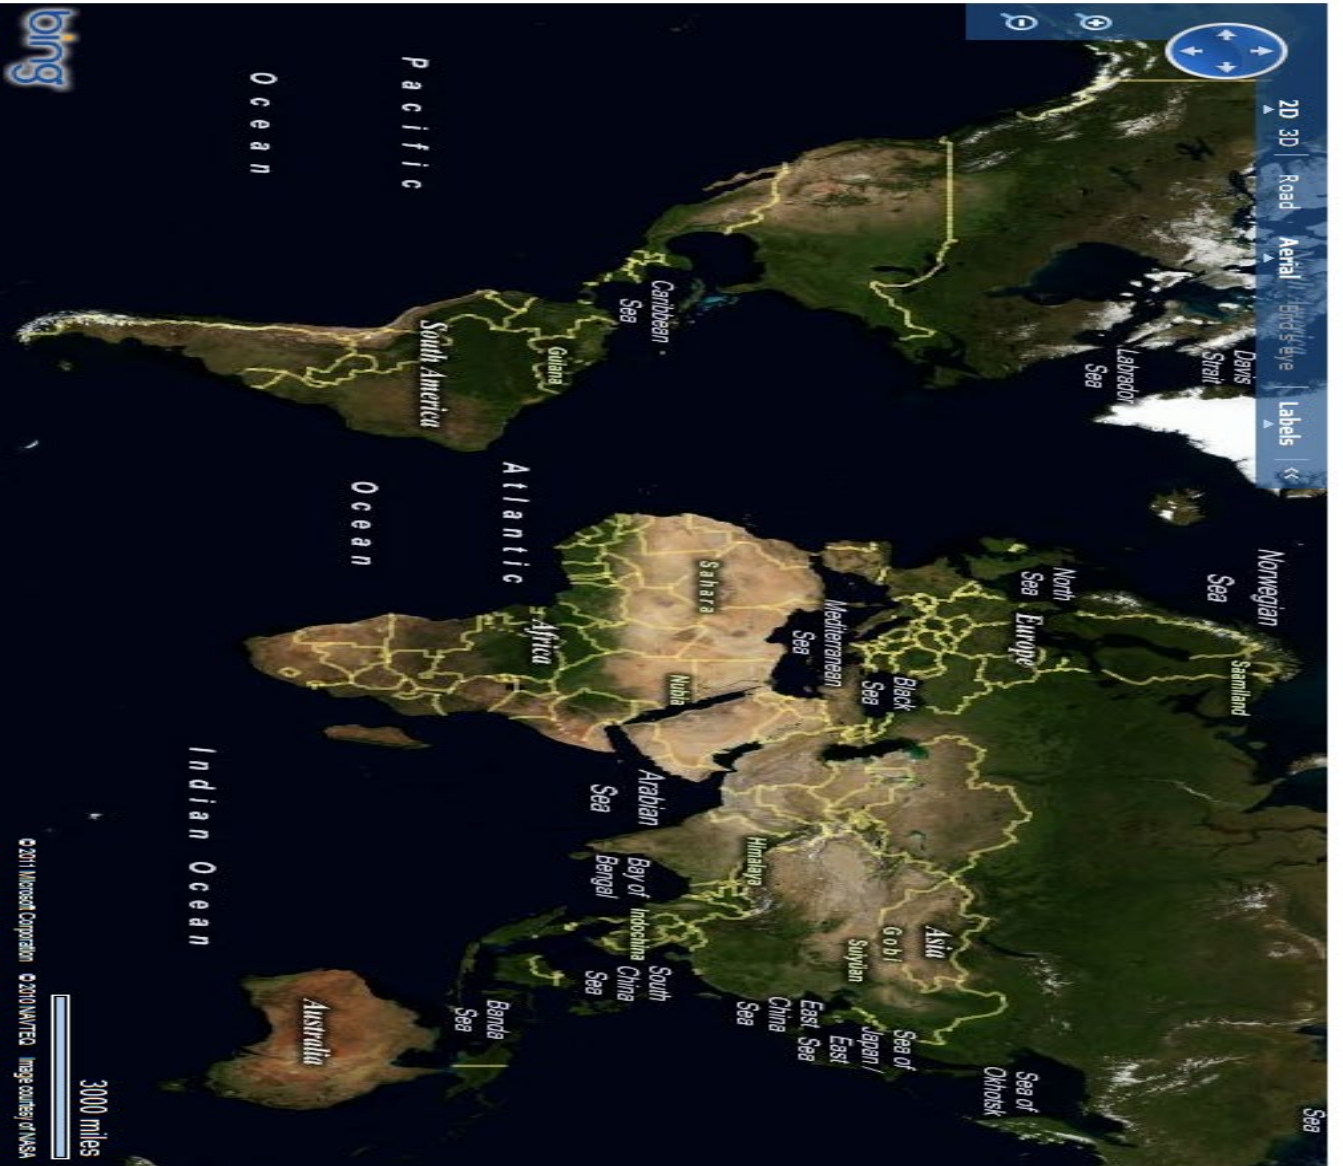 2D 3D Road Aerial Bird's eye Labels «
Davis
Strait
Labrador
Sea
Norwegian
Sea
Saamiland
North
Sea
Europe
Black
Sea
Mediterranean
Sea
Caribbean
Sea
Guiana
South America
Pacific
Ocean
Atlantic
Ocean
Sahara
Nubia
Africa
Arabian
Sea
Himalaya
Bay of
Bengal
Indochina
South
China
Sea
Asia
Gobi
Suiyüan
East
China
Sea
Sea of
Japan /
East
Sea
Sea of
Okhotsk
Sea
Banda
Sea
Australia
Indian Ocean
bing
3000 miles
© 2011 Microsoft Corporation © 2010 NAVTEQ Image courtesy of NASA